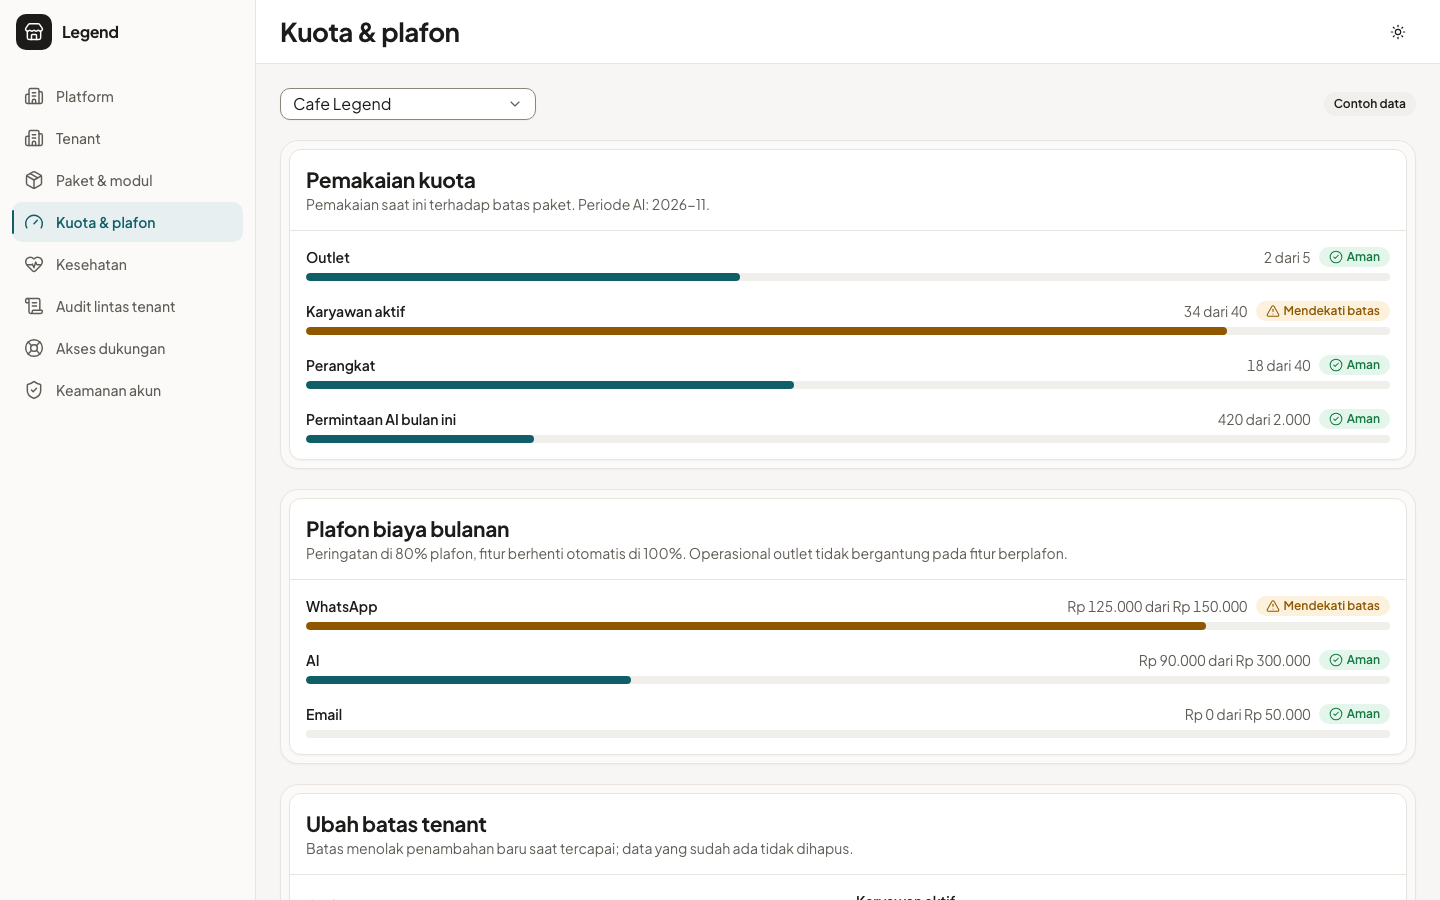 Legend
Kuota & plafon
Platform
Tenant
Paket & modul
Kuota & plafon
Kesehatan
Audit lintas tenant
Akses dukungan
Keamanan akun
Cafe Legend
Contoh data
Pemakaian kuota
Pemakaian saat ini terhadap batas paket. Periode AI: 2026-11.
Outlet
2 dari 5
Aman
Karyawan aktif
34 dari 40
Mendekati batas
Perangkat
18 dari 40
Aman
Permintaan AI bulan ini
420 dari 2.000
Aman
Plafon biaya bulanan
Peringatan di 80% plafon, fitur berhenti otomatis di 100%. Operasional outlet tidak bergantung pada fitur berplafon.
WhatsApp
Rp 125.000 dari Rp 150.000
Mendekati batas
AI
Rp 90.000 dari Rp 300.000
Aman
Email
Rp 0 dari Rp 50.000
Aman
Ubah batas tenant
Batas menolak penambahan baru saat tercapai; data yang sudah ada tidak dihapus.
Karyawan aktif